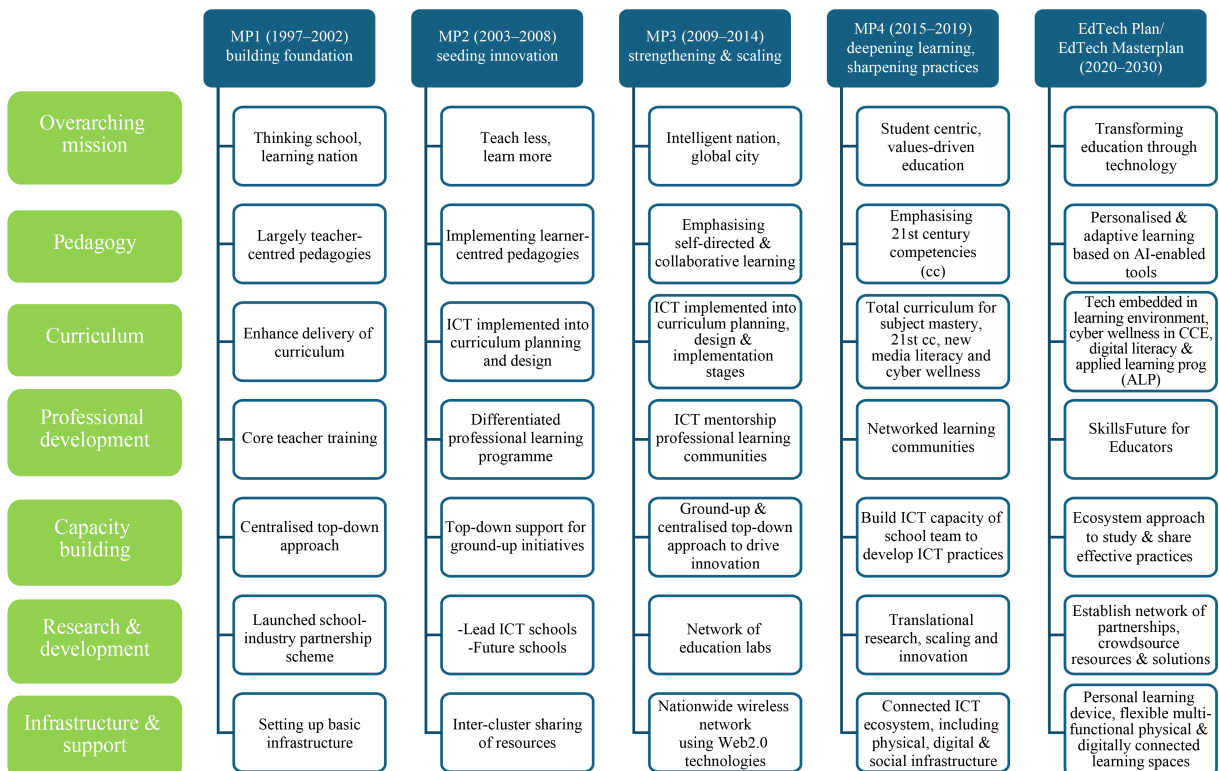 MP1 (1997–2002)
building foundation
MP2 (2003–2008)
seeding innovation
MP3 (2009–2014)
strengthening & scaling
MP4 (2015–2019)
deepening learning,
sharpening practices
EdTech Plan/
EdTech Masterplan
(2020–2030)
Overarching
mission
Thinking school,
learning nation
Teach less,
learn more
Intelligent nation,
global city
Student centric,
values-driven
education
Transforming
education through
technology
Pedagogy
Largely teacher-
centred pedagogies
Implementing learner-
centred pedagogies
Emphasising
self-directed &
collaborative learning
Emphasising
21st century
competencies
(cc)
Personalised &
adaptive learning
based on AI-enabled
tools
Curriculum
Enhance delivery of
curriculum
ICT implemented into
curriculum planning
and design
ICT implemented into
curriculum planning,
design &
implementation
stages
Total curriculum for
subject mastery,
21st cc, new
media literacy and
cyber wellness
Tech embedded in
learning environment,
cyber wellness in CCE,
digital literacy &
applied learning prog
(ALP)
Professional
development
Core teacher training
Differentiated
professional learning
programme
ICT mentorship
professional learning
communities
Networked learning
communities
SkillsFuture for
Educators
Capacity
building
Centralised top-down
approach
Top-down support for
ground-up initiatives
Ground-up &
centralised top-down
approach to drive
innovation
Build ICT capacity of
school team to
develop ICT practices
Ecosystem approach
to study & share
effective practices
Research &
development
Launched school-
industry partnership
scheme
-Lead ICT schools
-Future schools
Network of
education labs
Translational
research, scaling and
innovation
Establish network of
partnerships,
crowdsource
resources & solutions
Infrastructure &
support
Setting up basic
infrastructure
Inter-cluster sharing
of resources
Nationwide wireless
network
using Web2.0
technologies
Connected ICT
ecosystem, including
physical, digital &
social infrastructure
Personal learning
device, flexible multi-
functional physical &
digitally connected
learning spaces